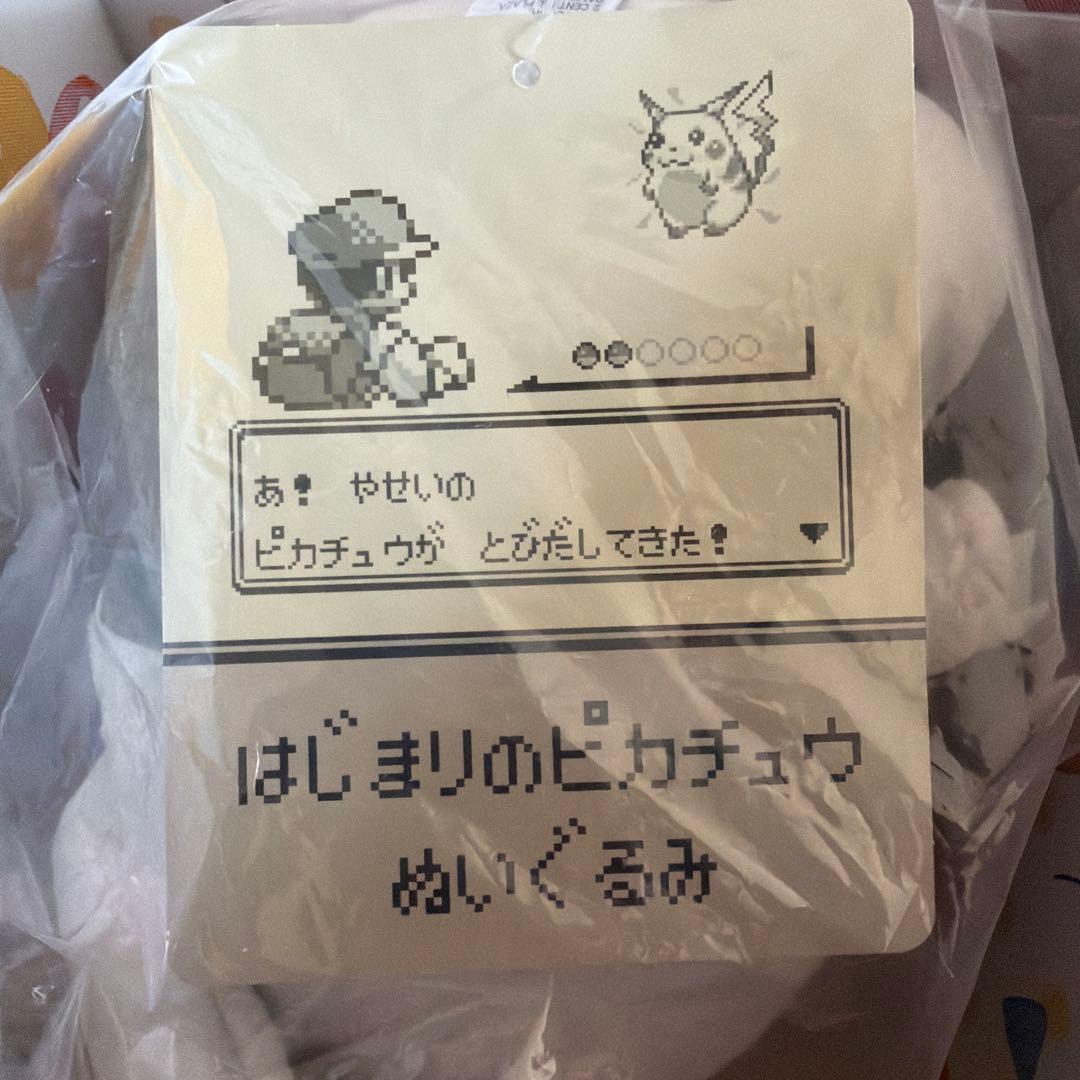 あ！ やせいの
ピカチュウが とびだしてきた！
はじまりのピカチュウ
ぬいぐるみ